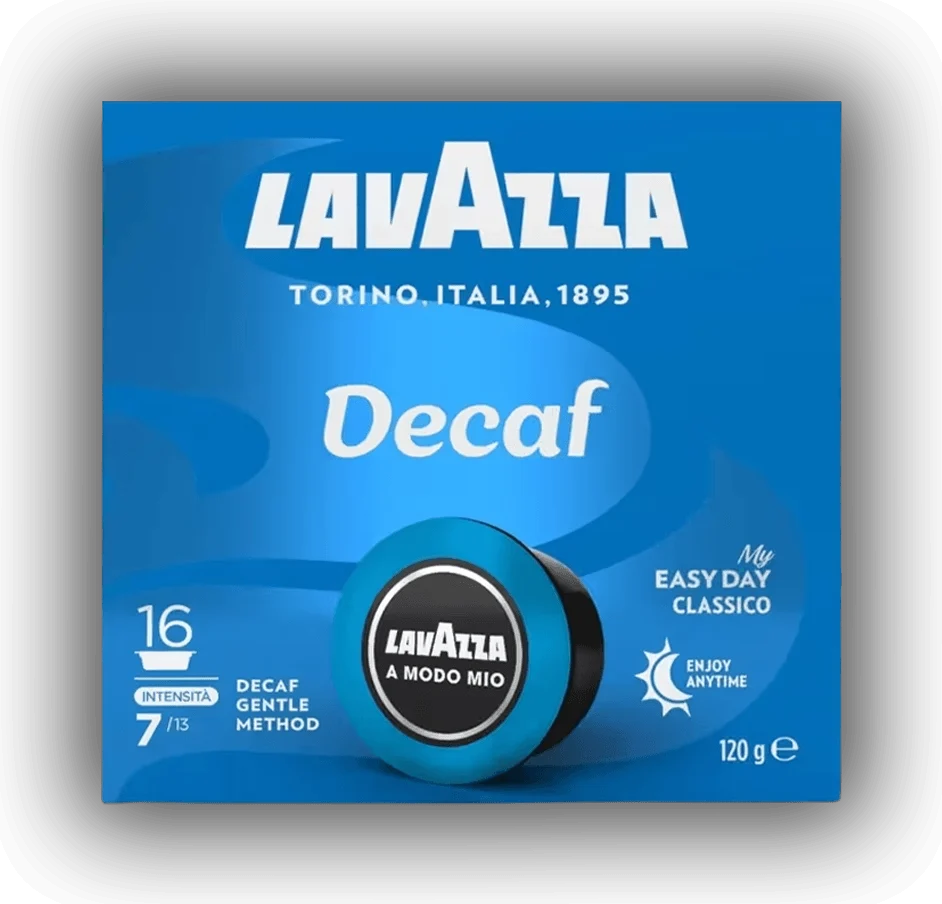 LAVAZZA
TORINO, ITALIA, 1895
Decaf
LAVAZZA
A MODO MIO
My
EASY DAY
CLASSICO
16
INTENSITÀ
7/13
DECAF
GENTLE
METHOD
ENJOY
ANYTIME
120 g ℮